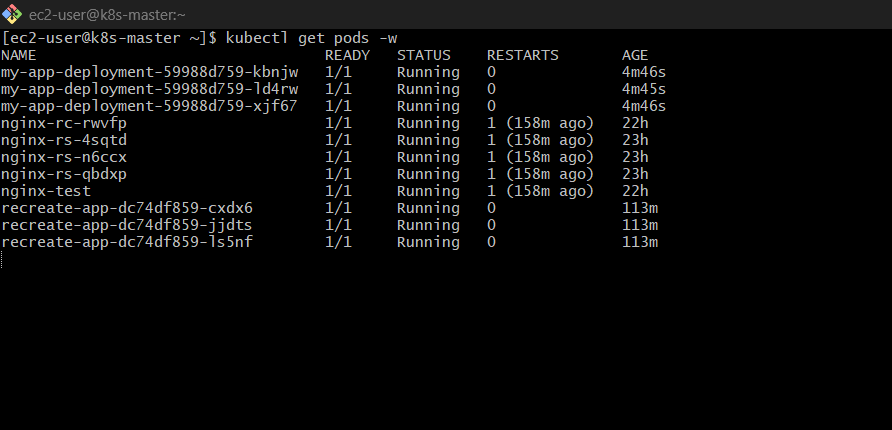 ec2-user@k8s-master:~
[ec2-user@k8s-master ~]$ kubectl get pods -w
NAME                                READY   STATUS    RESTARTS       AGE
my-app-deployment-59988d759-kbnjw   1/1     Running   0              4m46s
my-app-deployment-59988d759-ld4rw   1/1     Running   0              4m45s
my-app-deployment-59988d759-xjf67   1/1     Running   0              4m46s
nginx-rc-rwvfp                      1/1     Running   1 (158m ago)   22h
nginx-rs-4sqtd                      1/1     Running   1 (158m ago)   23h
nginx-rs-n6ccx                      1/1     Running   1 (158m ago)   23h
nginx-rs-qbdxp                      1/1     Running   1 (158m ago)   23h
nginx-test                          1/1     Running   1 (158m ago)   22h
recreate-app-dc74df859-cxdx6        1/1     Running   0              113m
recreate-app-dc74df859-jjdts        1/1     Running   0              113m
recreate-app-dc74df859-ls5nf        1/1     Running   0              113m